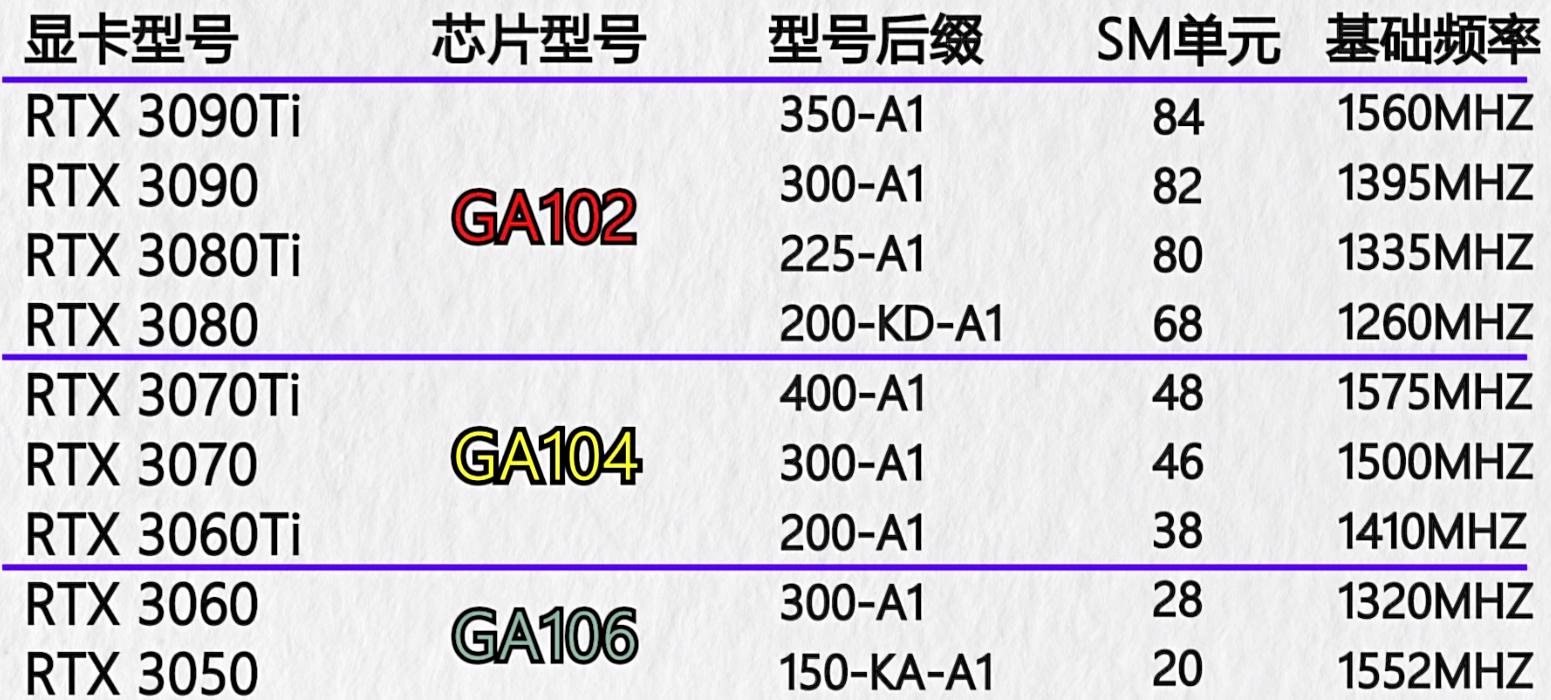 显卡型号 芯片型号 型号后缀 SM单元 基础频率
RTX 3090Ti 350-A1 84 1560MHZ
RTX 3090 300-A1 82 1395MHZ
GA102
RTX 3080Ti 225-A1 80 1335MHZ
RTX 3080 200-KD-A1 68 1260MHZ
RTX 3070Ti 400-A1 48 1575MHZ
RTX 3070 GA104 300-A1 46 1500MHZ
RTX 3060Ti 200-A1 38 1410MHZ
RTX 3060 300-A1 28 1320MHZ
GA106
RTX 3050 150-KA-A1 20 1552MHZ